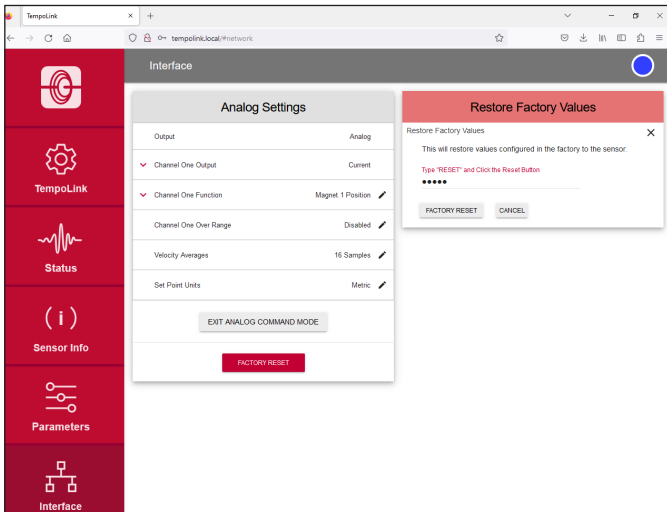 TempoLink
tempolink.local/#network
Interface
TempoLink
Status
(i)
Sensor Info
Parameters
Interface
Analog Settings
Output Analog
Channel One Output Current
Channel One Function Magnet 1 Position
Channel One Over Range Disabled
Velocity Averages 16 Samples
Set Point Units Metric
EXIT ANALOG COMMAND MODE
FACTORY RESET
Restore Factory Values
Restore Factory Values
This will restore values configured in the factory to the sensor.
Type "RESET" and Click the Reset Button
•••••
FACTORY RESET CANCEL